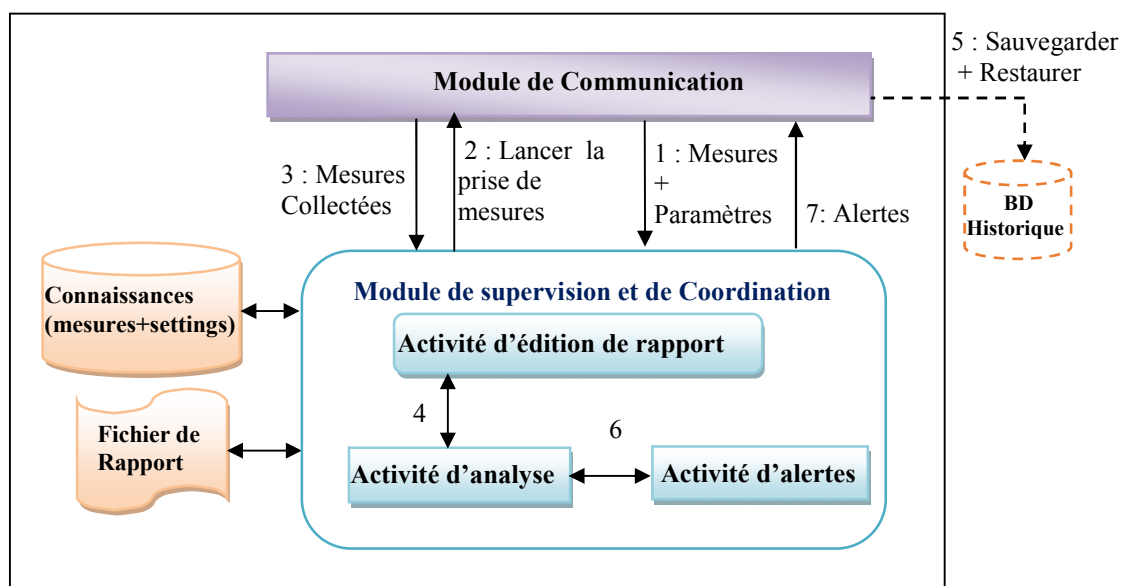 Module de Communication
5 : Sauvegarder
+ Restaurer
BD
Historique
3 : Mesures
Collectées
2 : Lancer la
prise de
mesures
1 : Mesures
+
Paramètres
7: Alertes
Connaissances
(mesures+settings)
Module de supervision et de Coordination
Activité d’édition de rapport
4
6
Fichier de
Rapport
Activité d’analyse
Activité d’alertes